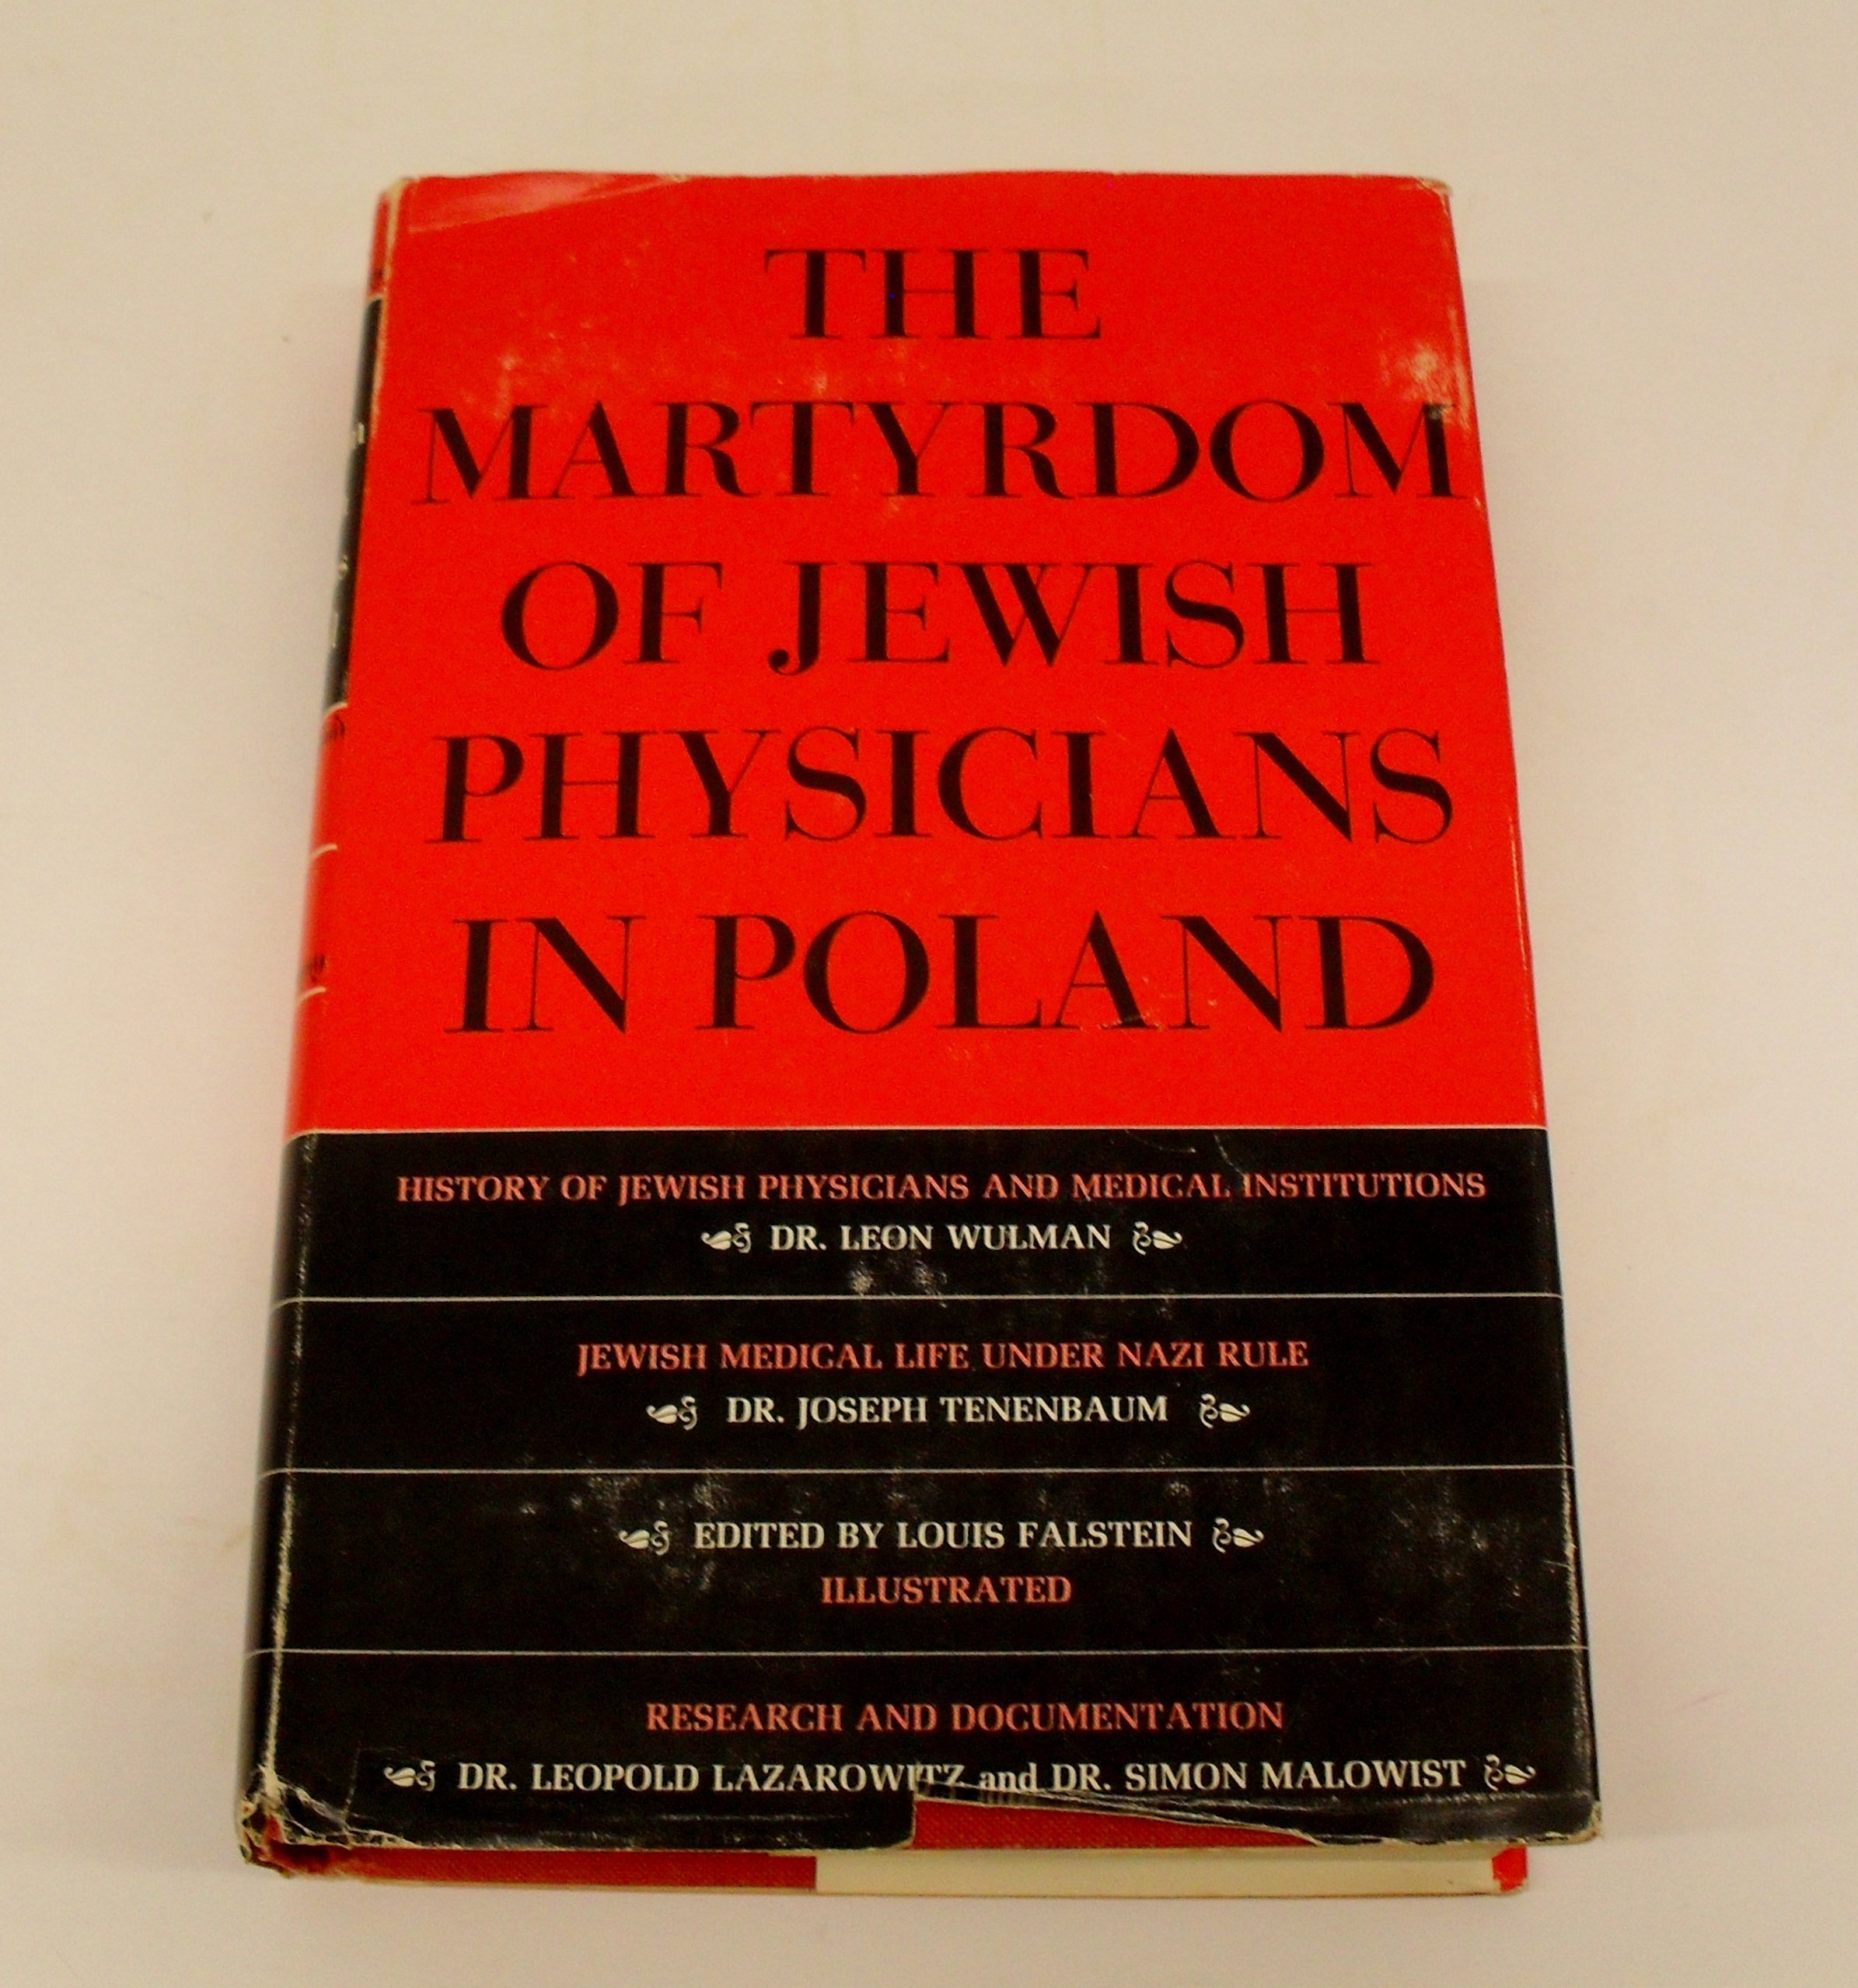 THE
MARTYRDOM
OF JEWISH
PHYSICIANS
IN POLAND
HISTORY OF JEWISH PHYSICIANS AND MEDICAL INSTITUTIONS
DR. LEON WULMAN
JEWISH MEDICAL LIFE UNDER NAZI RULE
DR. JOSEPH TENENBAUM
EDITED BY LOUIS FALSTEIN
ILLUSTRATED
RESEARCH AND DOCUMENTATION
DR. LEOPOLD LAZAROWITZ and DR. SIMON MALOWIST